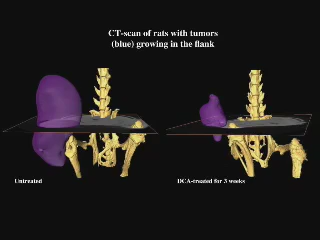 CT-scan of rats with tumors
(blue) growing in the flank
Untreated
DCA-treated for 3 weeks